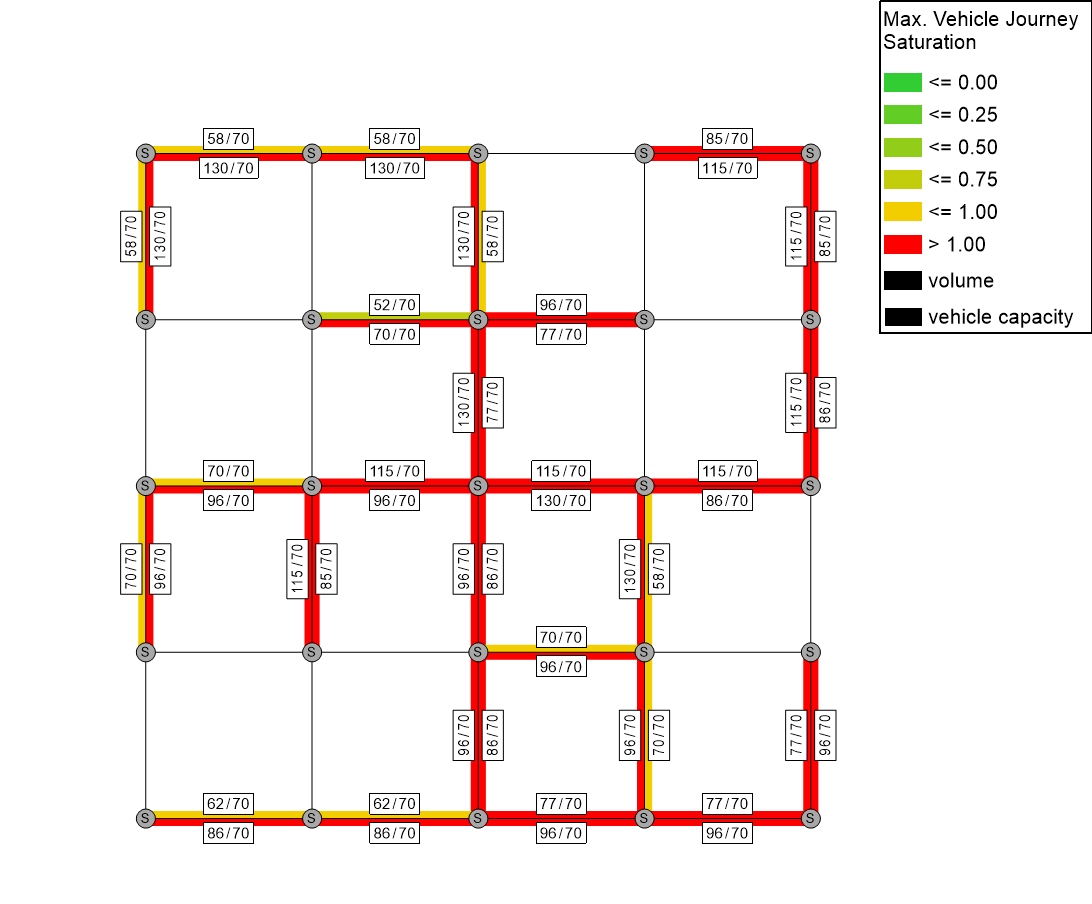 Max. Vehicle Journey
Saturation
<= 0.00
<= 0.25
<= 0.50
<= 0.75
<= 1.00
> 1.00
volume
vehicle capacity
58/70
58/70
85/70
S
S
S
S
S
130/70
130/70
115/70
58/70
130/70
130/70
58/70
115/70
85/70
52/70
96/70
S
S
S
S
S
70/70
77/70
130/70
77/70
115/70
86/70
70/70
115/70
115/70
115/70
S
S
S
S
S
96/70
96/70
130/70
86/70
70/70
96/70
115/70
85/70
96/70
86/70
130/70
58/70
70/70
S
S
S
S
S
96/70
96/70
86/70
96/70
70/70
77/70
96/70
62/70
62/70
77/70
77/70
S
S
S
S
S
86/70
86/70
96/70
96/70